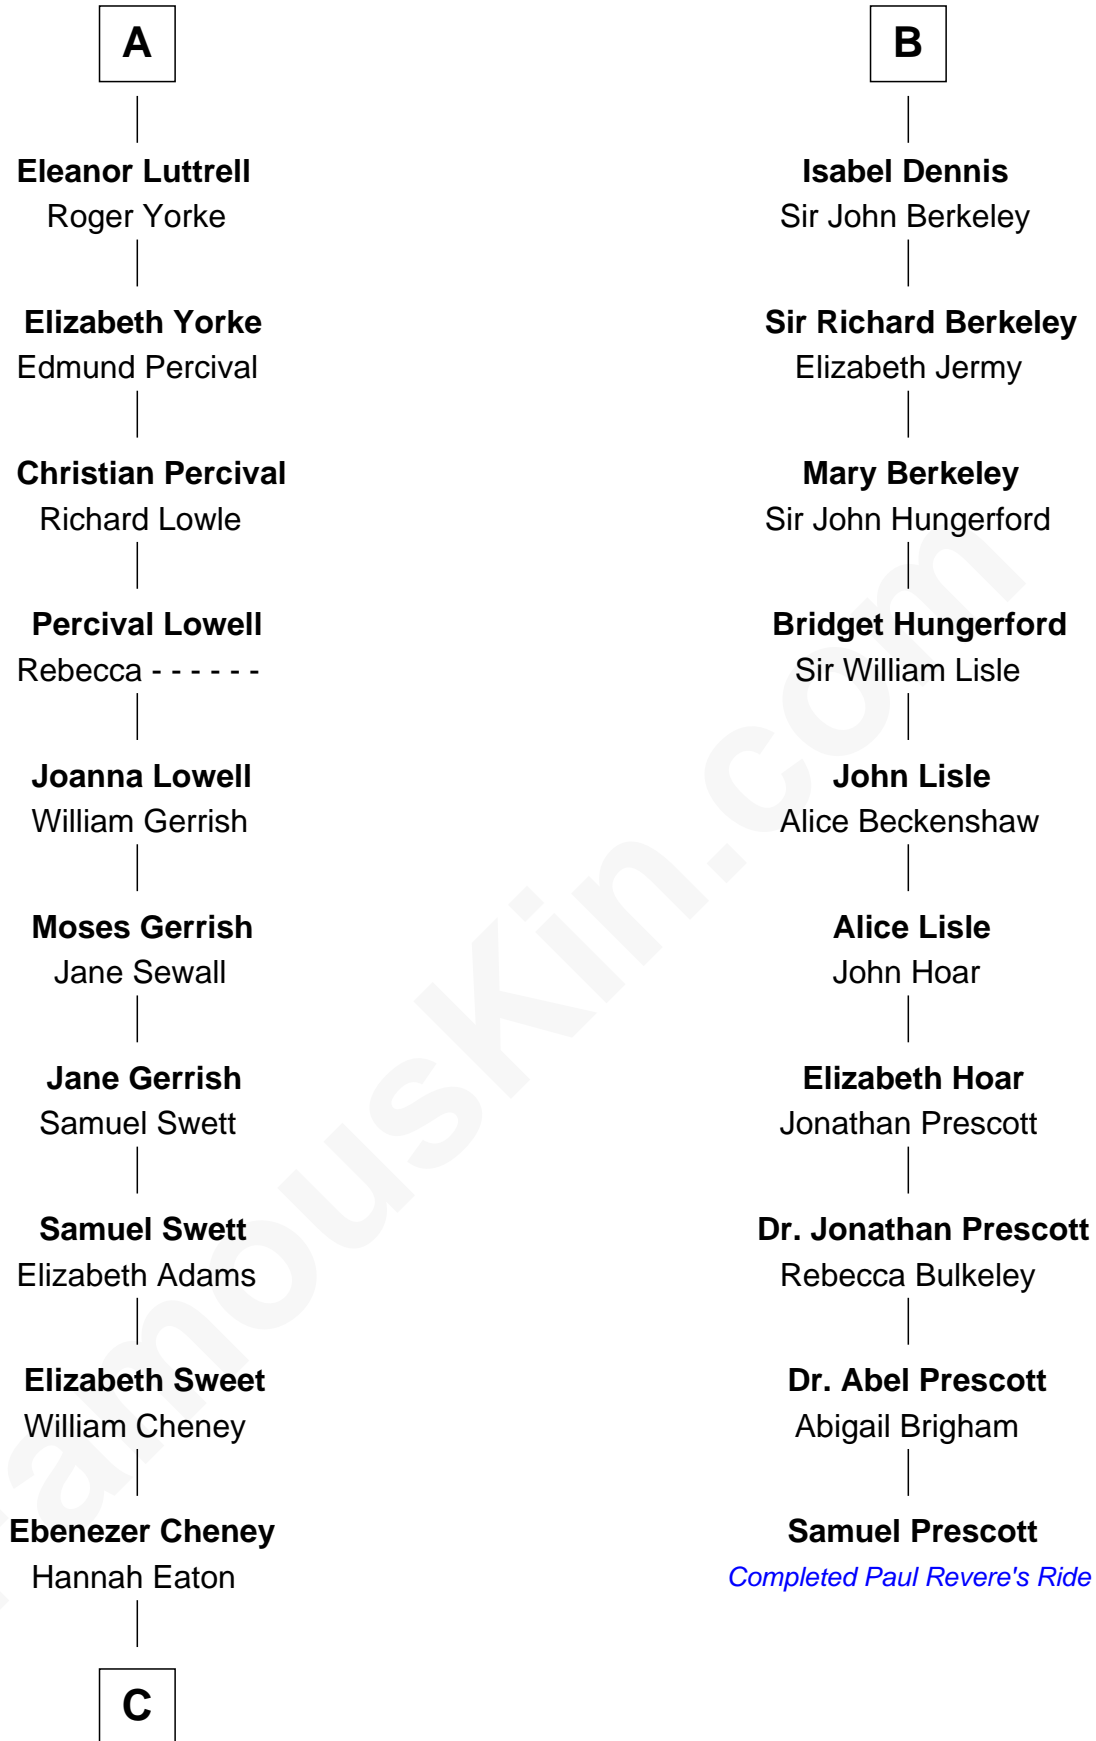 A
Eleanor Luttrell
Roger Yorke
Elizabeth Yorke
Edmund Percival
Christian Percival
Richard Lowle
Percival Lowell
Rebecca - - - - - -
Joanna Lowell
William Gerrish
Moses Gerrish
Jane Sewall
Jane Gerrish
Samuel Swett
Samuel Swett
Elizabeth Adams
Elizabeth Sweet
William Cheney
Ebenezer Cheney
Hannah Eaton
C
B
Isabel Dennis
Sir John Berkeley
Sir Richard Berkeley
Elizabeth Jermy
Mary Berkeley
Sir John Hungerford
Bridget Hungerford
Sir William Lisle
John Lisle
Alice Beckenshaw
Alice Lisle
John Hoar
Elizabeth Hoar
Jonathan Prescott
Dr. Jonathan Prescott
Rebecca Bulkeley
Dr. Abel Prescott
Abigail Brigham
Samuel Prescott
Completed Paul Revere's Ride
FamousKin.com